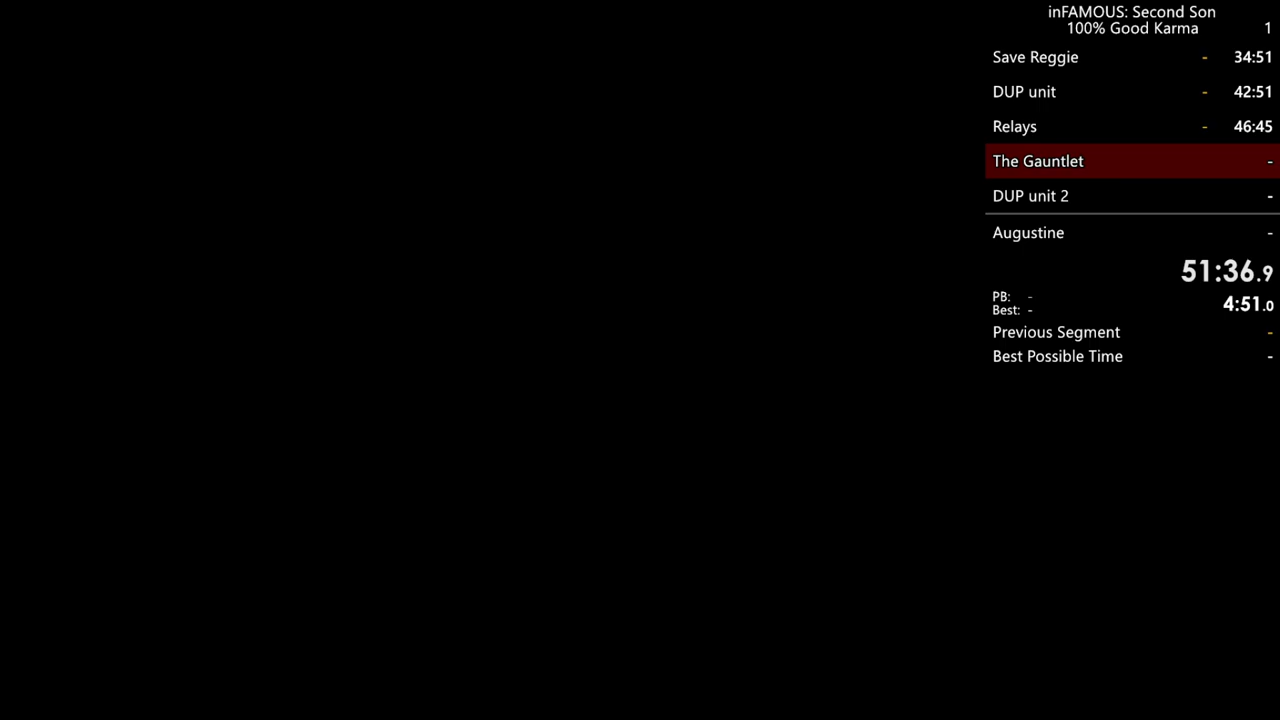 inFAMOUS: Second Son
100% Good Karma 1
Save Reggie - 34:51
DUP unit - 42:51
Relays - 46:45
The Gauntlet -
DUP unit 2 -
Augustine -
51:36.9
PB: - 4:51.0
Best: -
Previous Segment -
Best Possible Time -